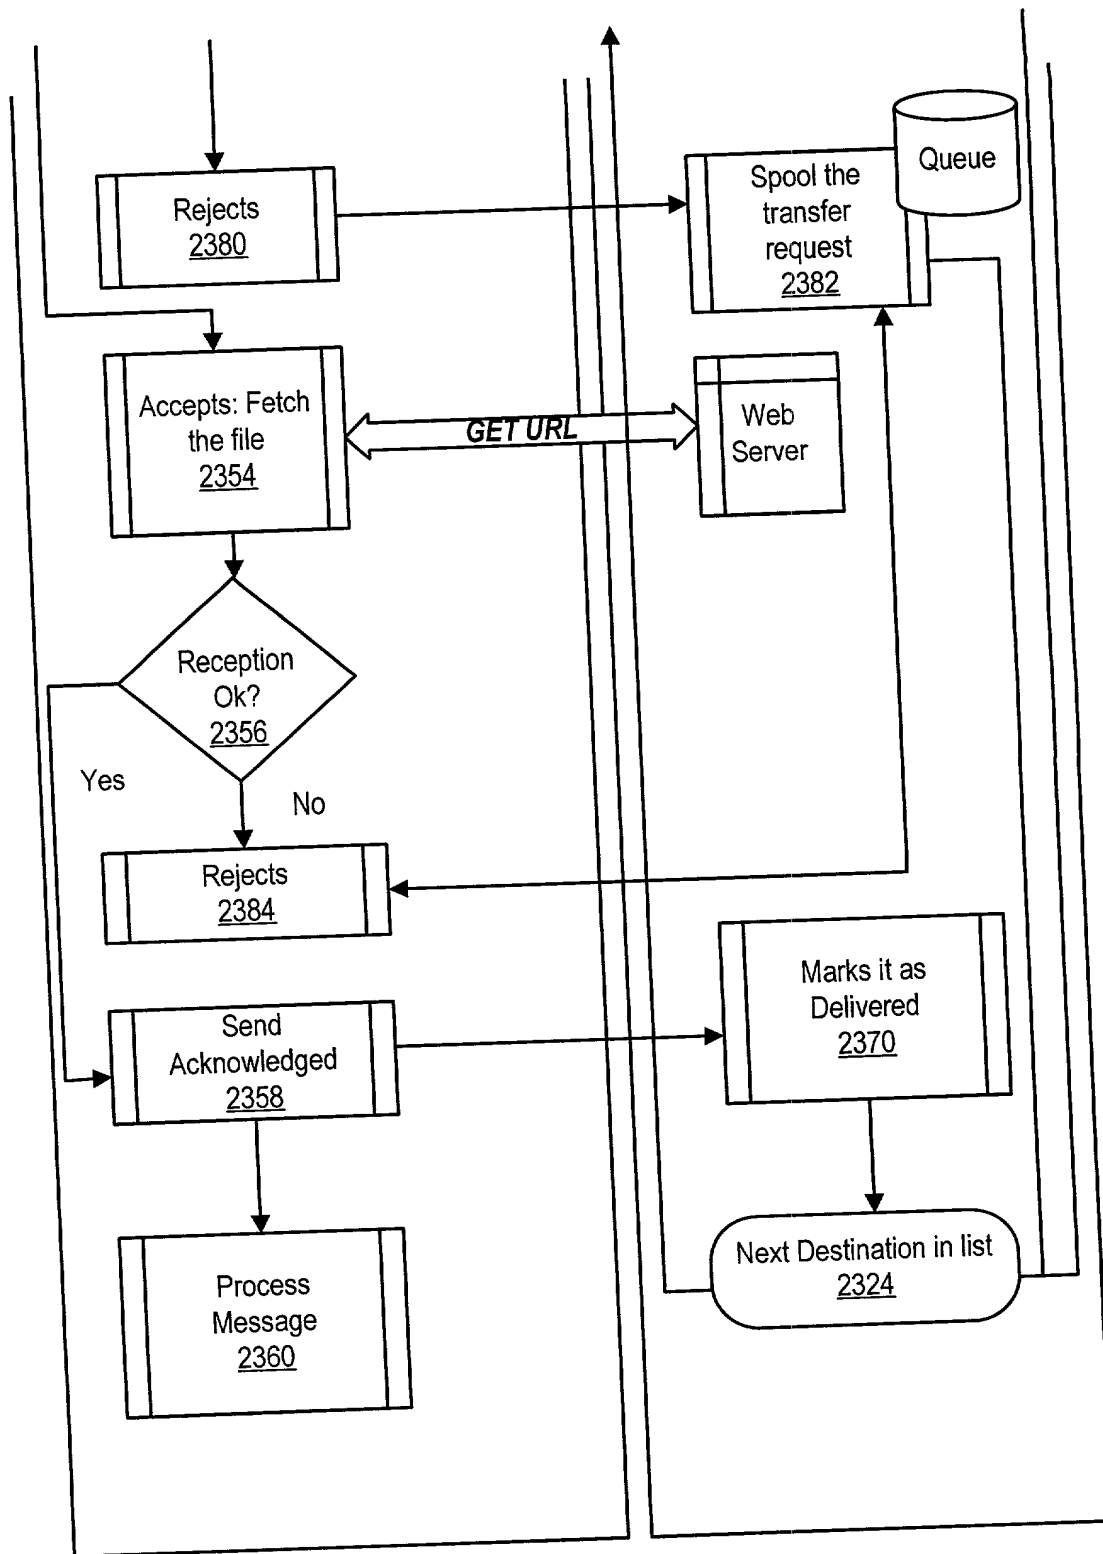 Rejects
2380
Spool the
transfer
request
2382
Queue
Accepts: Fetch
the file
2354
GET URL
Web
Server
Reception
Ok?
2356
Yes
No
Rejects
2384
Send
Acknowledged
2358
Marks it as
Delivered
2370
Next Destination in list
2324
Process
Message
2360